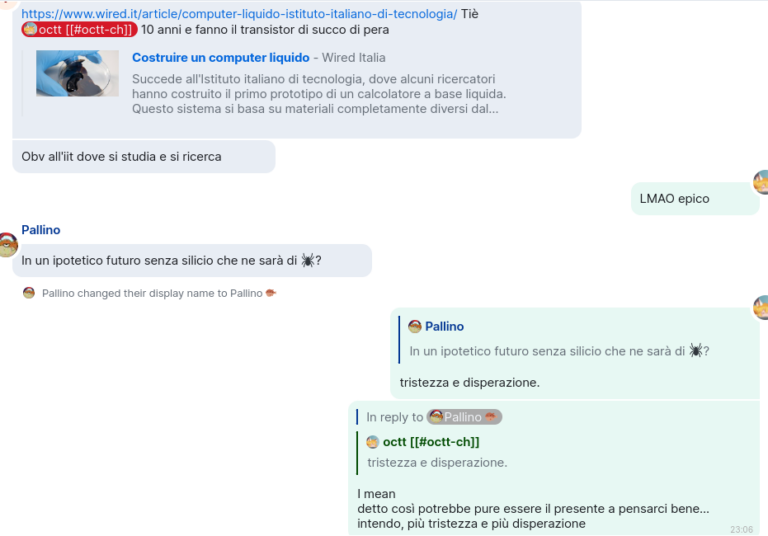 https://www.wired.it/article/computer-liquido-istituto-italiano-di-tecnologia/ Tiè
octt [[#octt-ch]] 10 anni e fanno il transistor di succo di pera
Costruire un computer liquido - Wired Italia
Succede all'Istituto italiano di tecnologia, dove alcuni ricercatori
hanno costruito il primo prototipo di un calcolatore a base liquida.
Questo sistema si basa su materiali completamente diversi dal...
Obv all'iit dove si studia e si ricerca
LMAO epico
Pallino
In un ipotetico futuro senza silicio che ne sarà di 🕷?
Pallino changed their display name to Pallino 🪀
Pallino
In un ipotetico futuro senza silicio che ne sarà di 🕷?
tristezza e disperazione.
In reply to Pallino
octt [[#octt-ch]]
tristezza e disperazione.
I mean
detto così potrebbe pure essere il presente a pensarci bene...
intendo, più tristezza e più disperazione
23:06